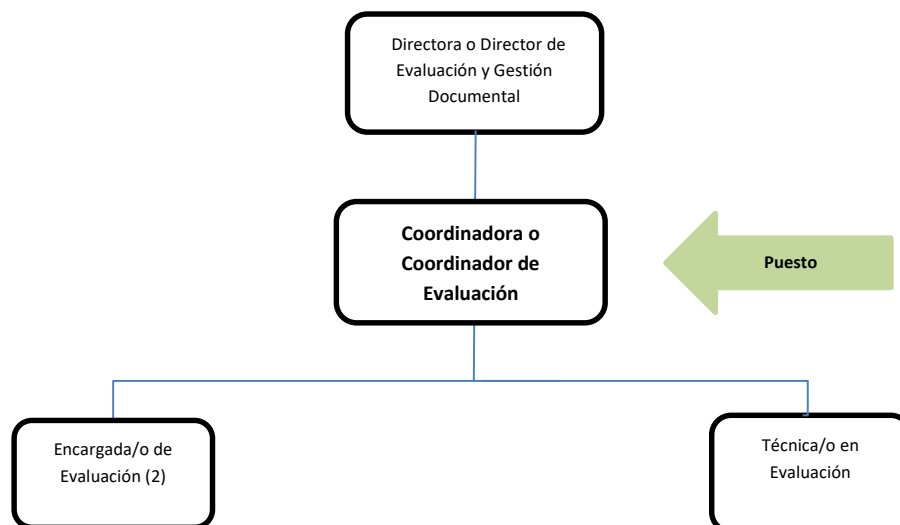 Directora o Director de
Evaluación y Gestión
Documental
Coordinadora o
Coordinador de
Evaluación
Puesto
Encargada/o de
Evaluación (2)
Técnica/o en
Evaluación